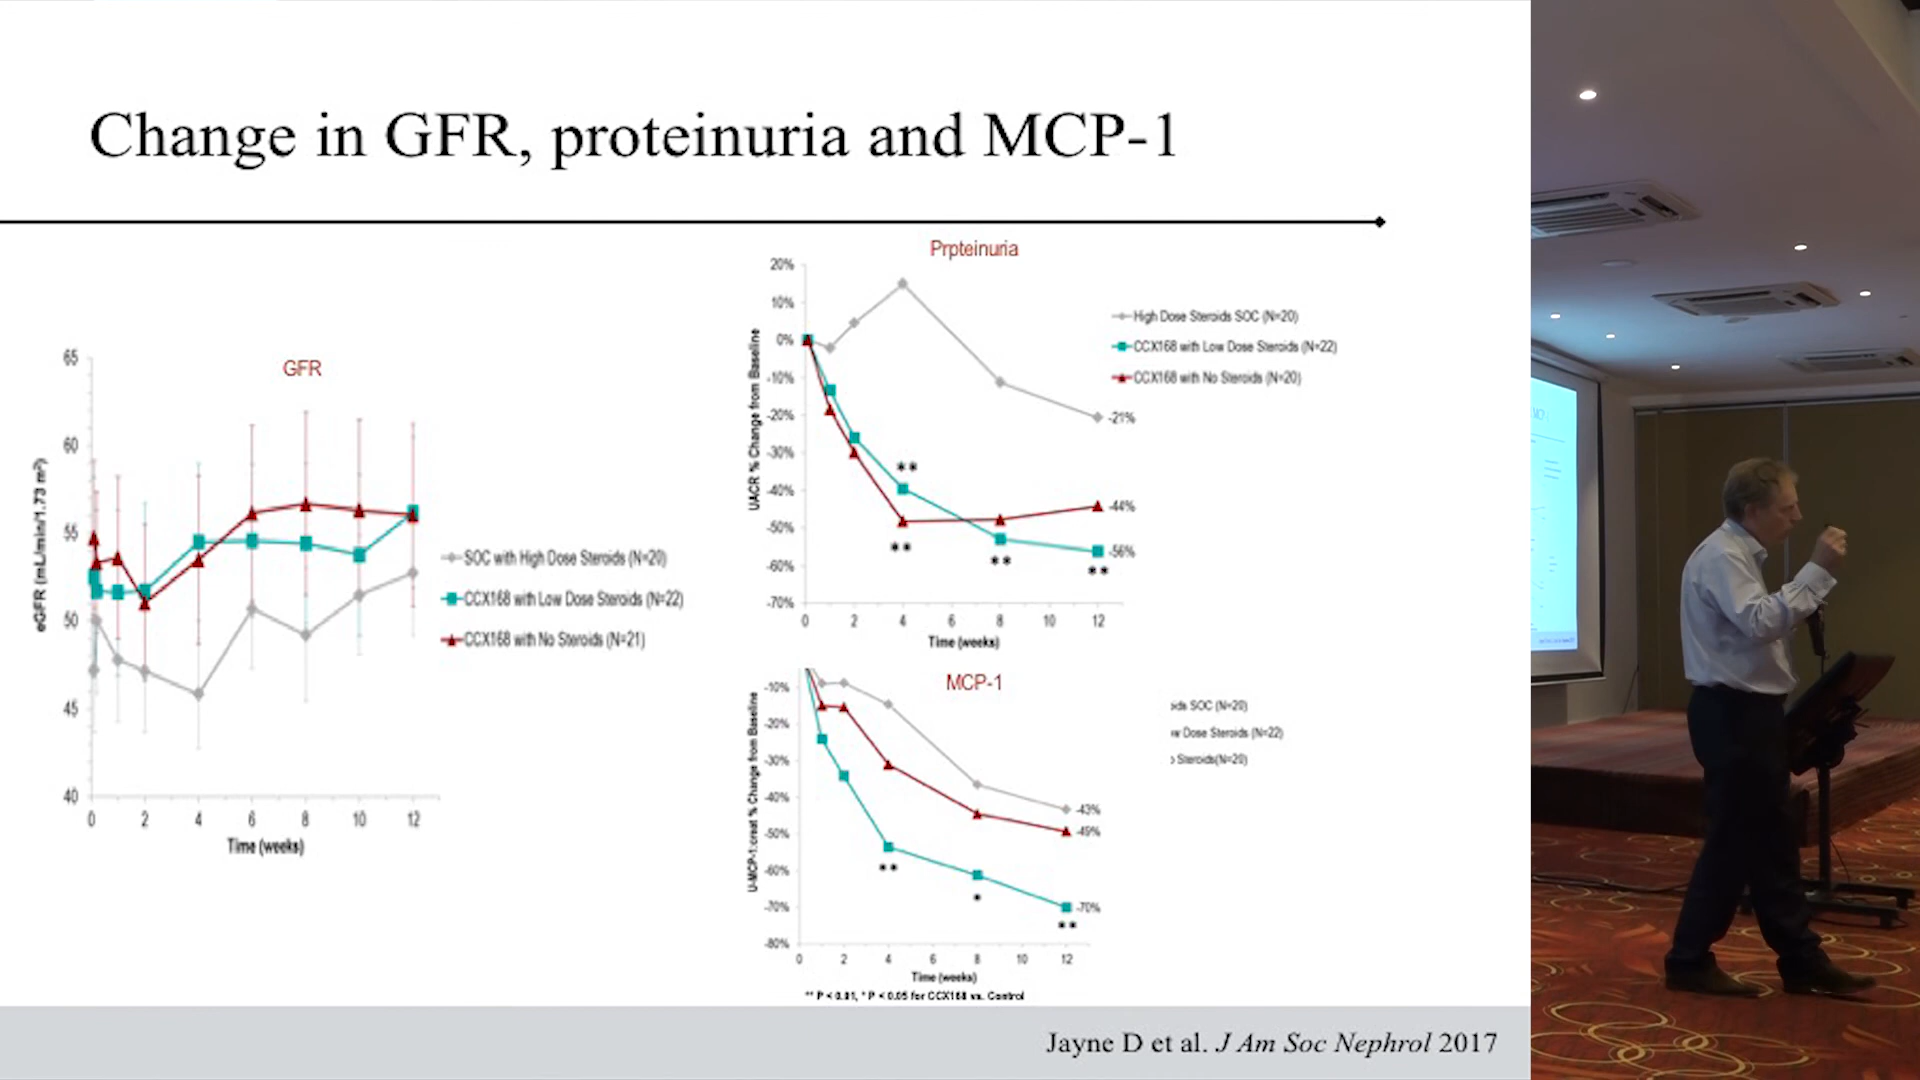 Change in GFR, proteinuria and MCP-1
GFR
65
60
55
50
45
40
eGFR (mL/min/1.73 m²)
0 2 4 6 8 10 12
Time (weeks)
SOC with High Dose Steroids (N=20)
CCX168 with Low Dose Steroids (N=22)
CCX168 with No Steroids (N=21)
Prpteinuria
20%
10%
0%
-10%
-20%
-30%
-40%
-50%
-60%
-70%
UACR % Change from Baseline
**
**
**
**
-21%
-44%
-56%
0 2 4 6 8 10 12
Time (weeks)
High Dose Steroids SOC (N=20)
CCX168 with Low Dose Steroids (N=22)
CCX168 with No Steroids (N=20)
MCP-1
-10%
-20%
-30%
-40%
-50%
-60%
-70%
-80%
U-MCP-1:creat % Change from Baseline
**
*
**
-43%
-49%
-70%
0 2 4 6 8 10 12
Time (weeks)
** P < 0.01, * P < 0.05 for CCX168 vs. Control
ids SOC (N=20)
w Dose Steroids (N=22)
o Steroids(N=20)
Jayne D et al. J Am Soc Nephrol 2017